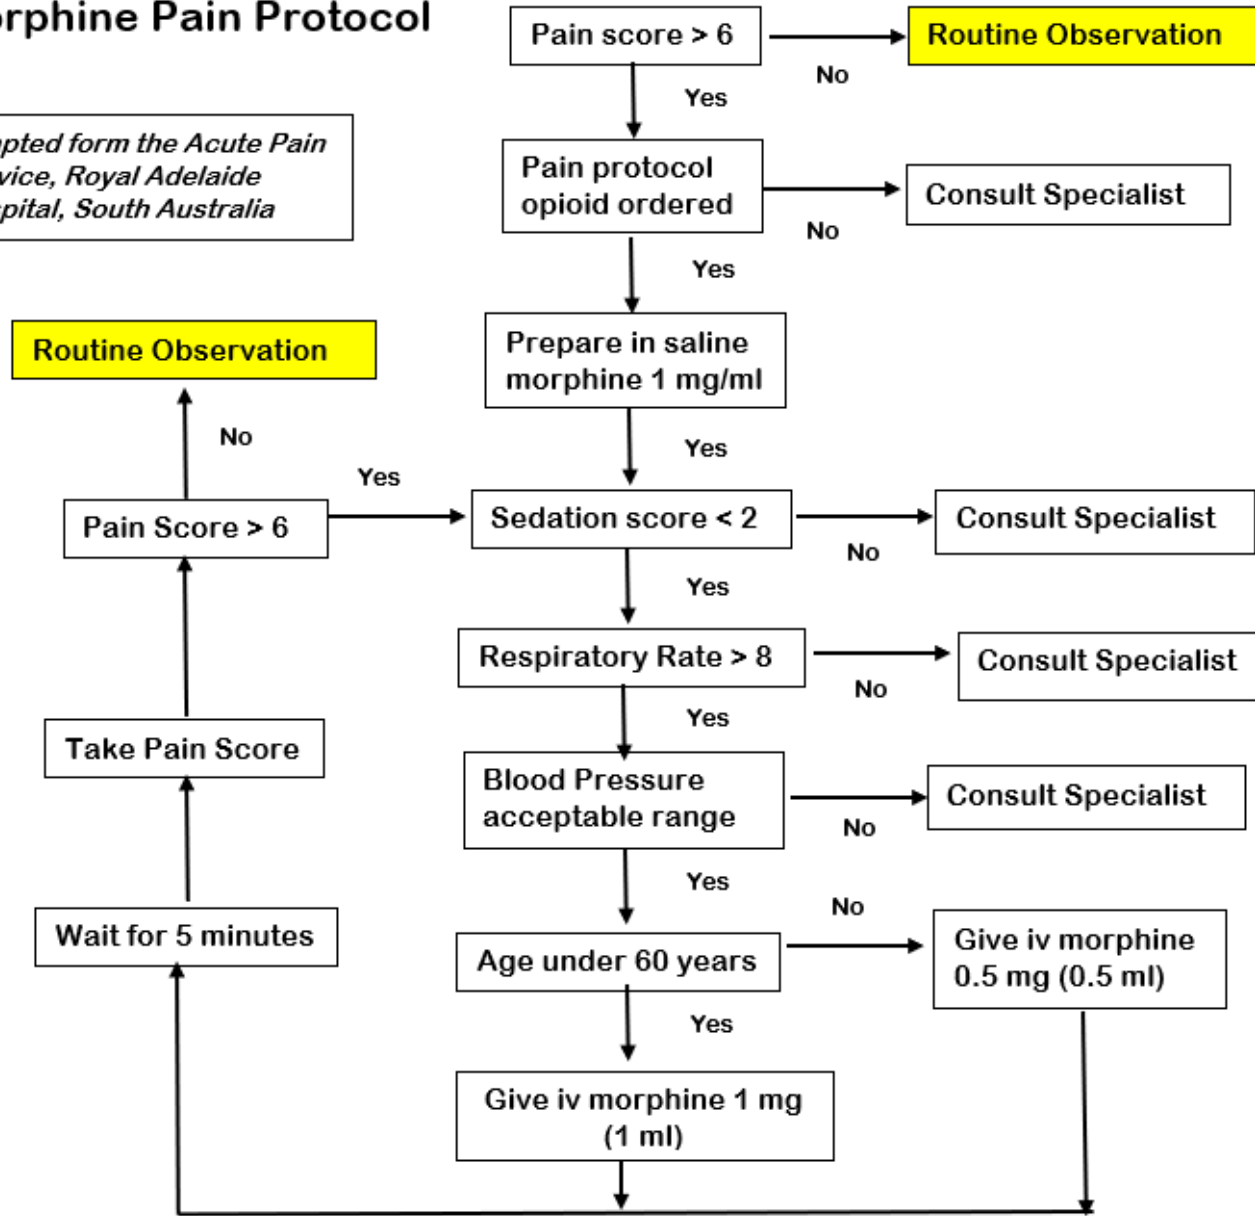 orphine Pain Protocol
apted form the Acute Pain
vice, Royal Adelaide
spital, South Australia
Pain score > 6
No
Routine Observation
Yes
Pain protocol
opioid ordered
No
Consult Specialist
Yes
Prepare in saline
morphine 1 mg/ml
Yes
Routine Observation
No
Pain Score > 6
Yes
Sedation score < 2
No
Consult Specialist
Yes
Respiratory Rate > 8
No
Consult Specialist
Yes
Take Pain Score
Blood Pressure
acceptable range
No
Consult Specialist
Yes
Wait for 5 minutes
Age under 60 years
No
Give iv morphine
0.5 mg (0.5 ml)
Yes
Give iv morphine 1 mg
(1 ml)